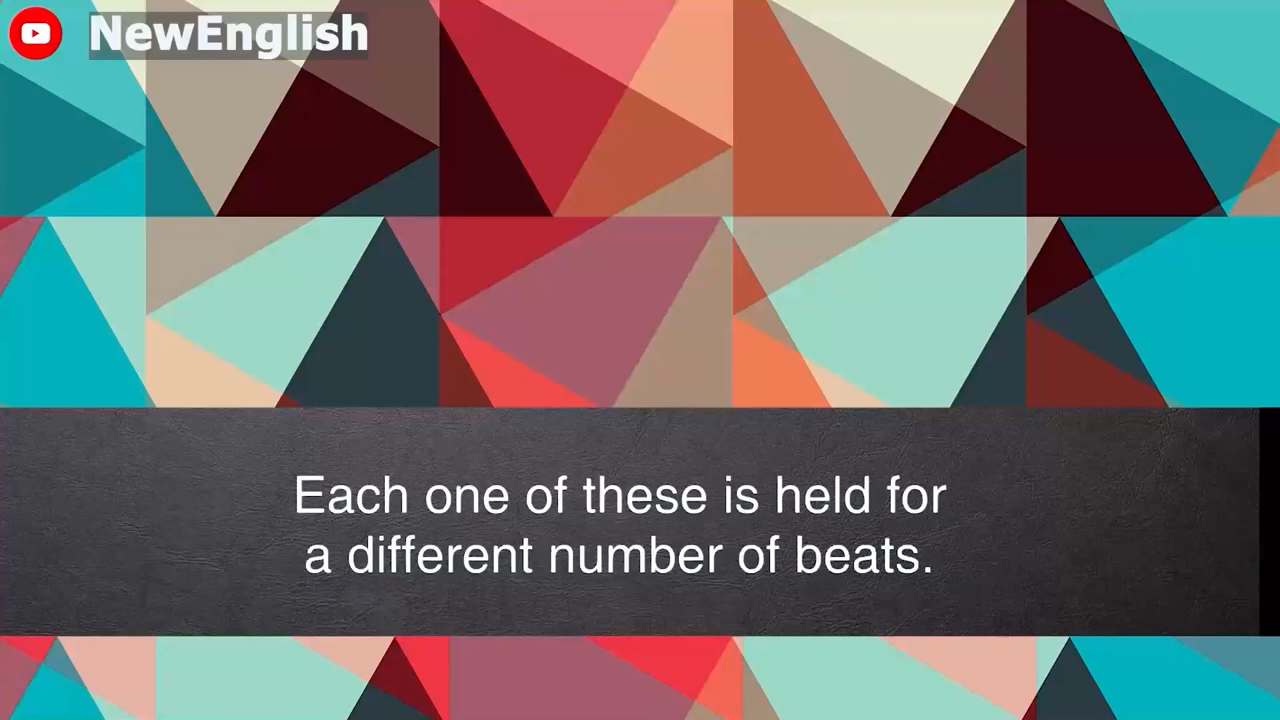 NewEnglish
Each one of these is held for
a different number of beats.